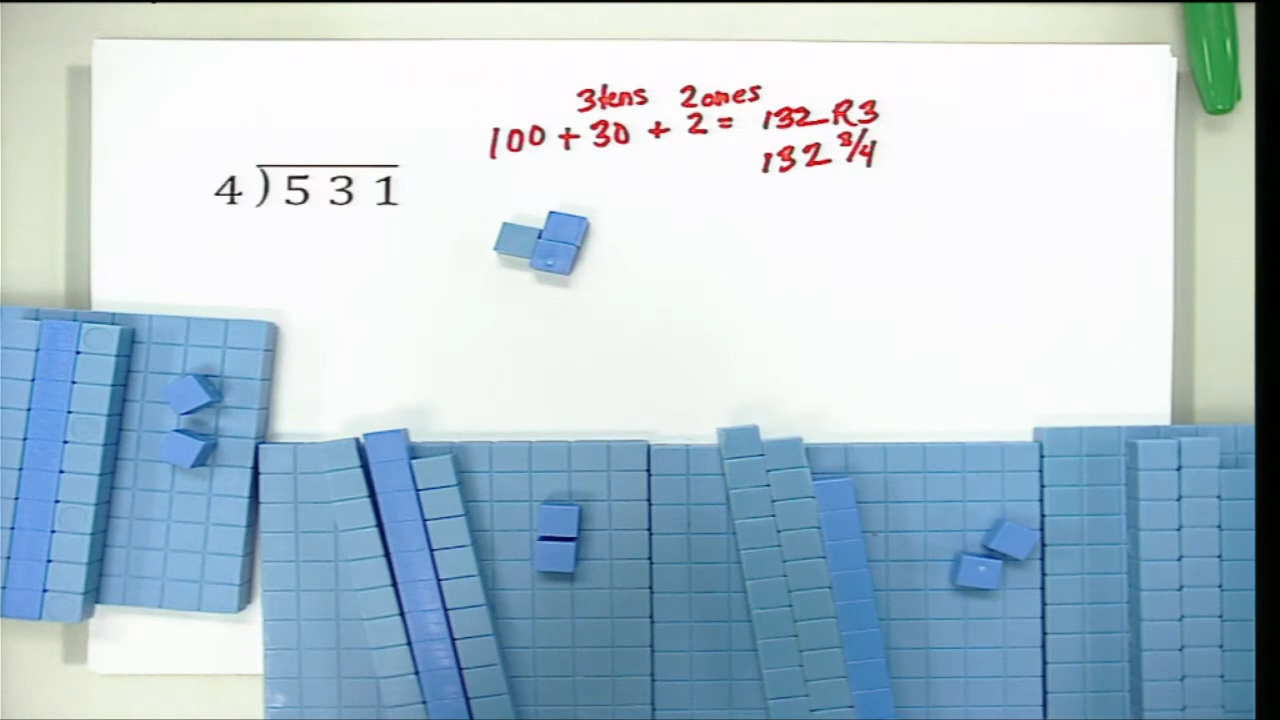 3tens 2ones
100 + 30 + 2 = 132 R3
132 3/4
4)531